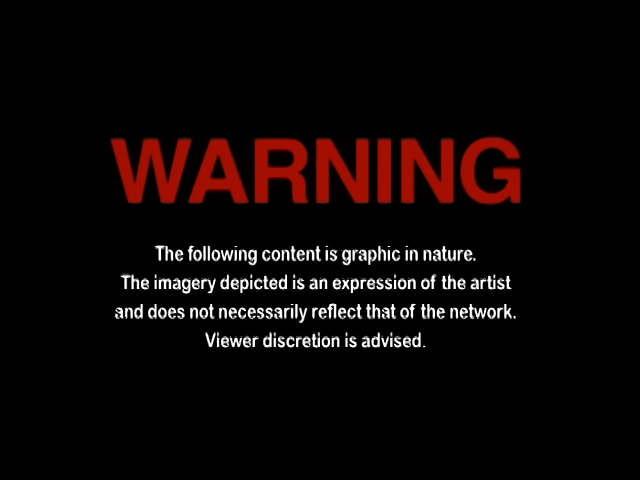 WARNING
The following content is graphic in nature.
The imagery depicted is an expression of the artist
and does not necessarily reflect that of the network.
Viewer discretion is advised.